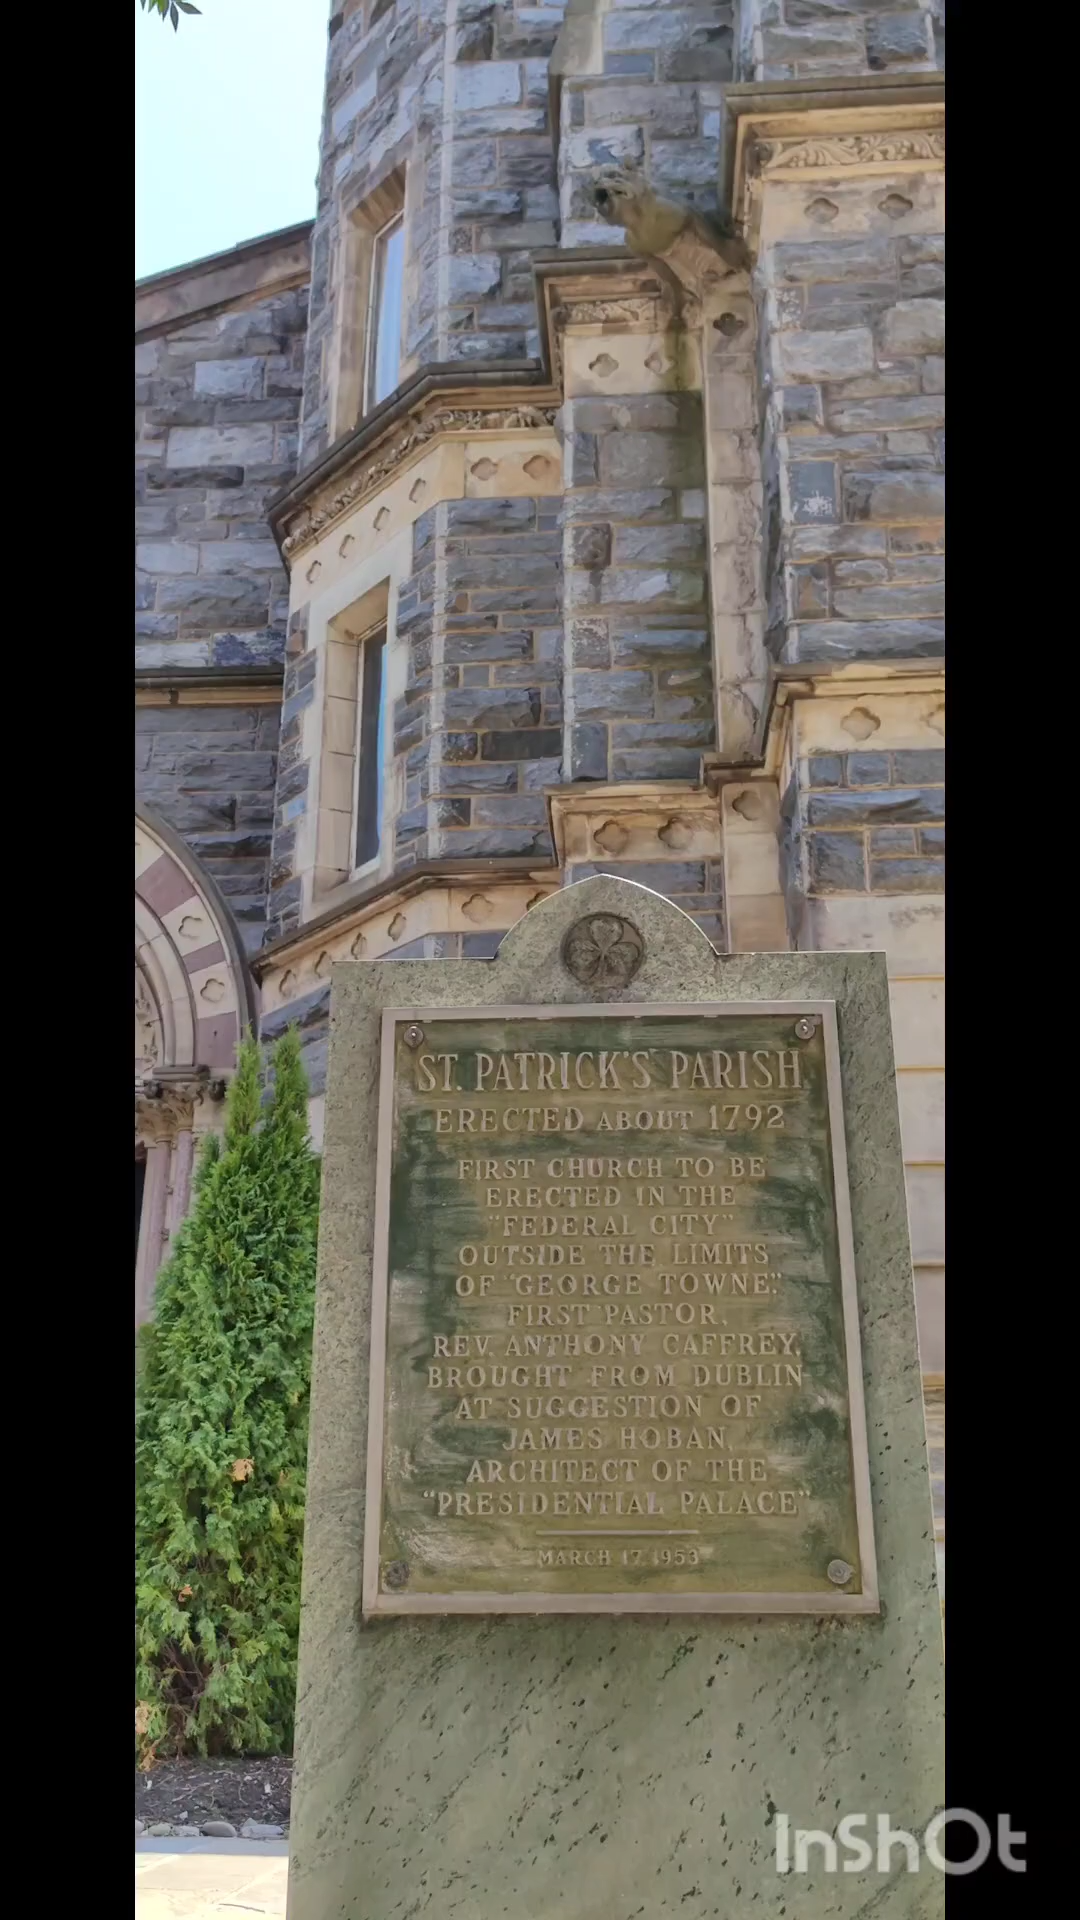 ST. PATRICK'S PARISH
ERECTED ABOUT 1792
FIRST CHURCH TO BE
ERECTED IN THE
"FEDERAL CITY"
OUTSIDE THE LIMITS
OF "GEORGE TOWNE."
FIRST PASTOR,
REV. ANTHONY CAFFREY,
BROUGHT FROM DUBLIN
AT SUGGESTION OF
JAMES HOBAN,
ARCHITECT OF THE
"PRESIDENTIAL PALACE"
MARCH 17, 1953
InShOt